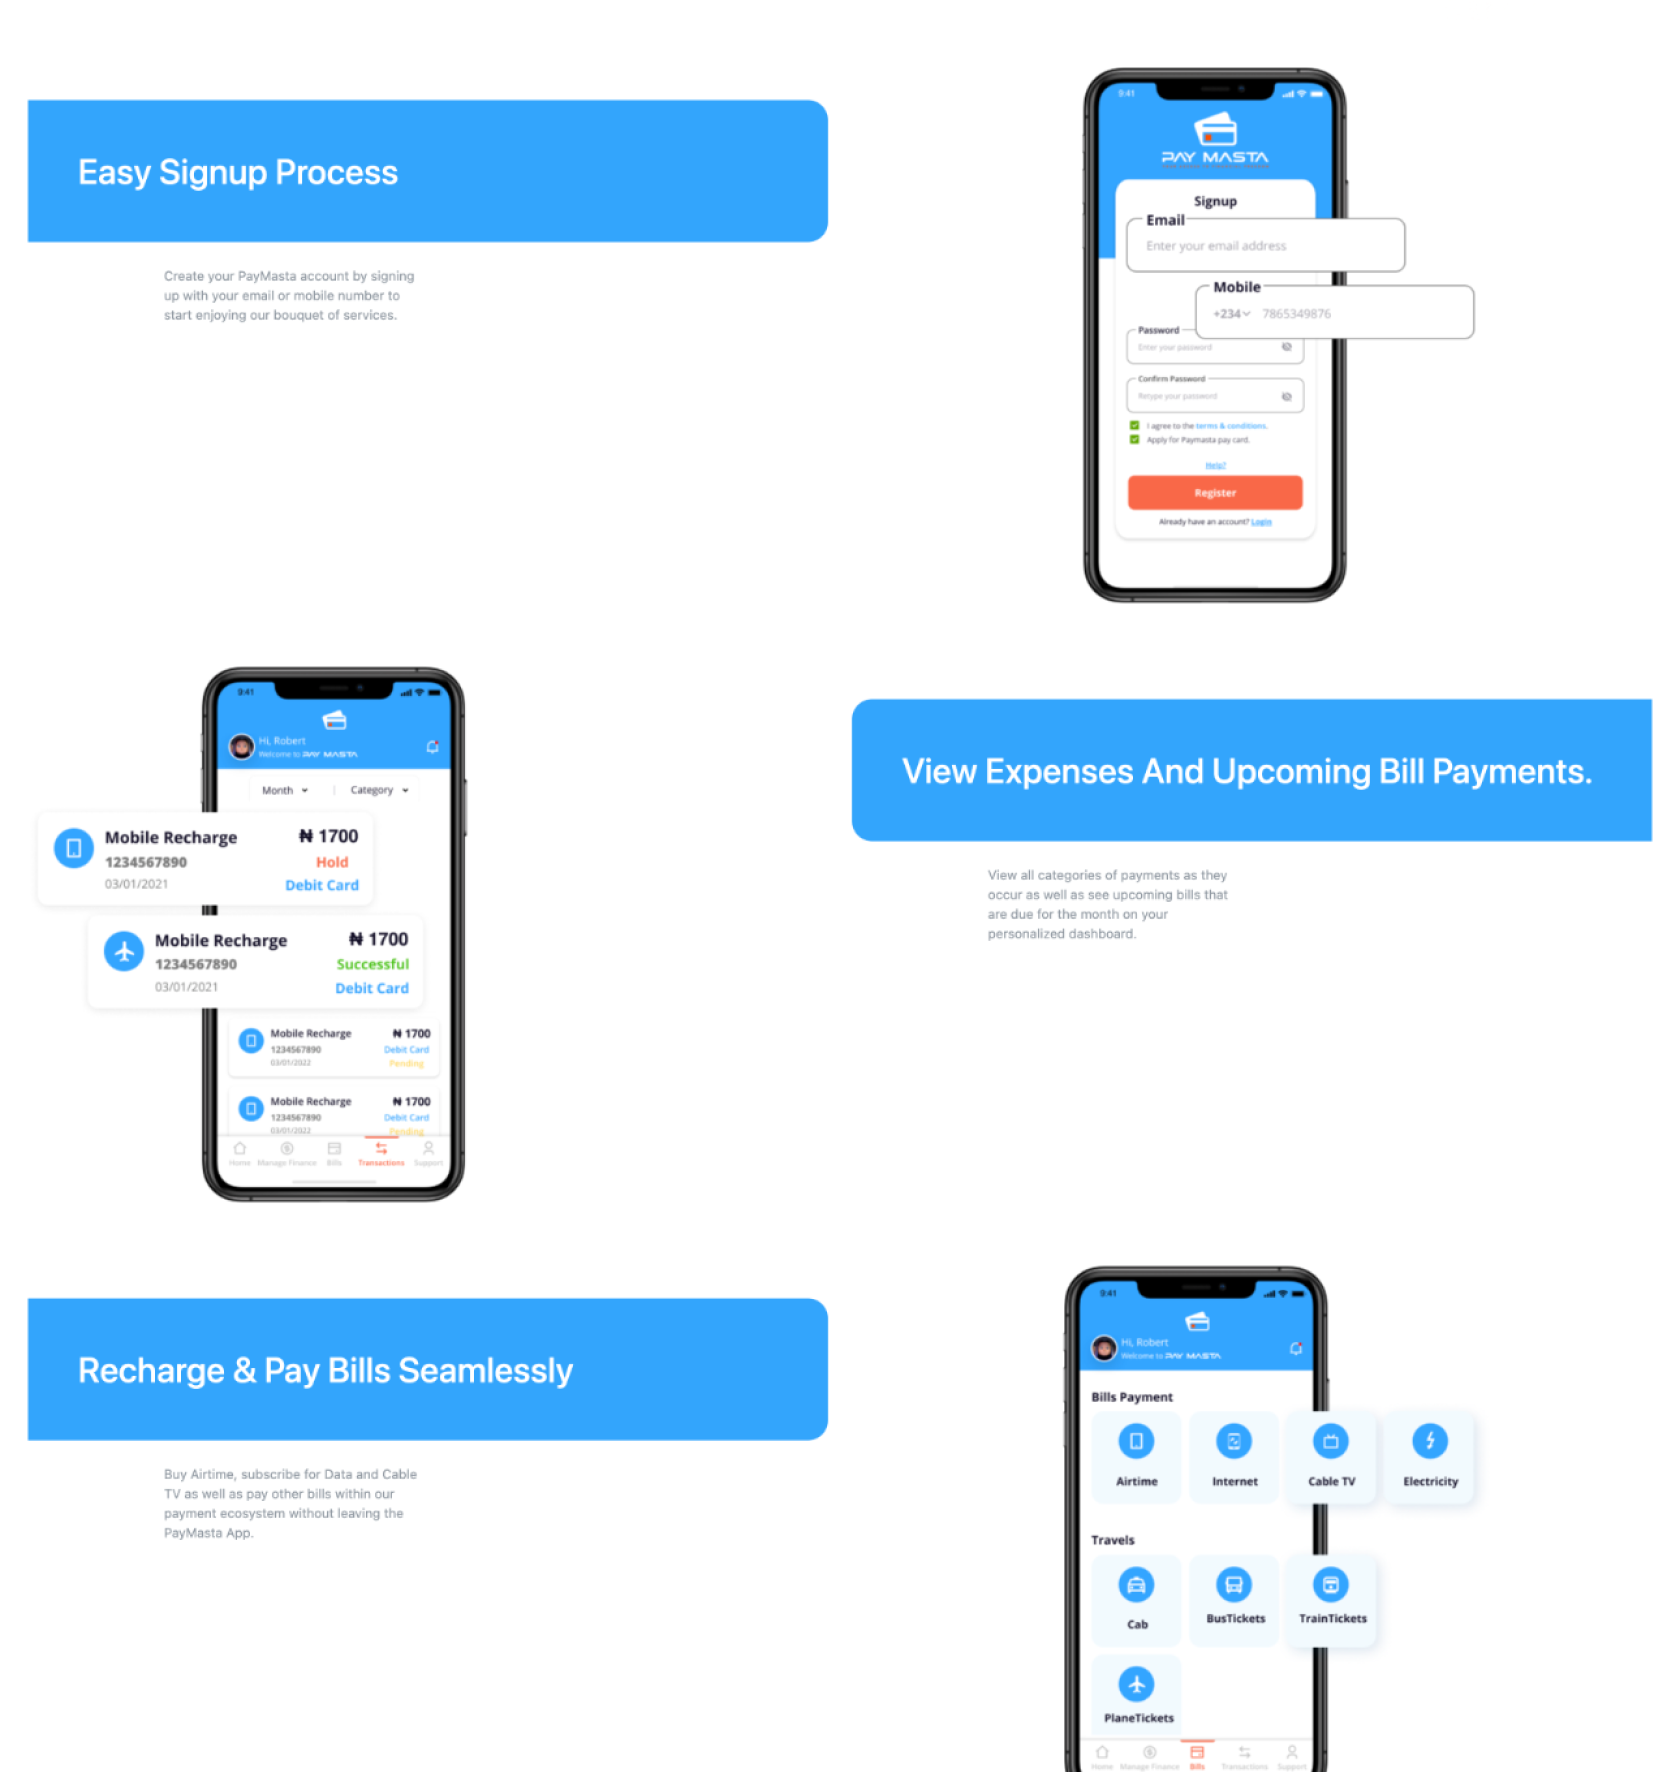 Easy Signup Process
Create your PayMasta account by signing
up with your email or mobile number to
start enjoying our bouquet of services.
9:41
PAY MASTA
Signup
Email
Enter your email address
Mobile
+234 7865349876
Password
Enter your password
Confirm Password
Retype your password
I agree to the terms & conditions.
Apply for Paymasta pay card.
Help?
Register
Already have an account? Login
9:41
Hi, Robert
Welcome to PAY MASTA
Month
Category
Mobile Recharge ₦ 1700
1234567890 Hold
03/01/2021 Debit Card
Mobile Recharge ₦ 1700
1234567890 Successful
03/01/2021 Debit Card
Mobile Recharge ₦ 1700
1234567890 Debit Card
03/01/2022 Pending
Mobile Recharge ₦ 1700
1234567890 Debit Card
03/01/2022 Pending
Home Manage Finance Bills Transactions Support
View Expenses And Upcoming Bill Payments.
View all categories of payments as they
occur as well as see upcoming bills that
are due for the month on your
personalized dashboard.
Recharge & Pay Bills Seamlessly
Buy Airtime, subscribe for Data and Cable
TV as well as pay other bills within our
payment ecosystem without leaving the
PayMasta App.
9:41
Hi, Robert
Welcome to PAY MASTA
Bills Payment
Airtime Internet Cable TV Electricity
Travels
Cab BusTickets TrainTickets
PlaneTickets
Home Manage Finance Bills Transactions Support